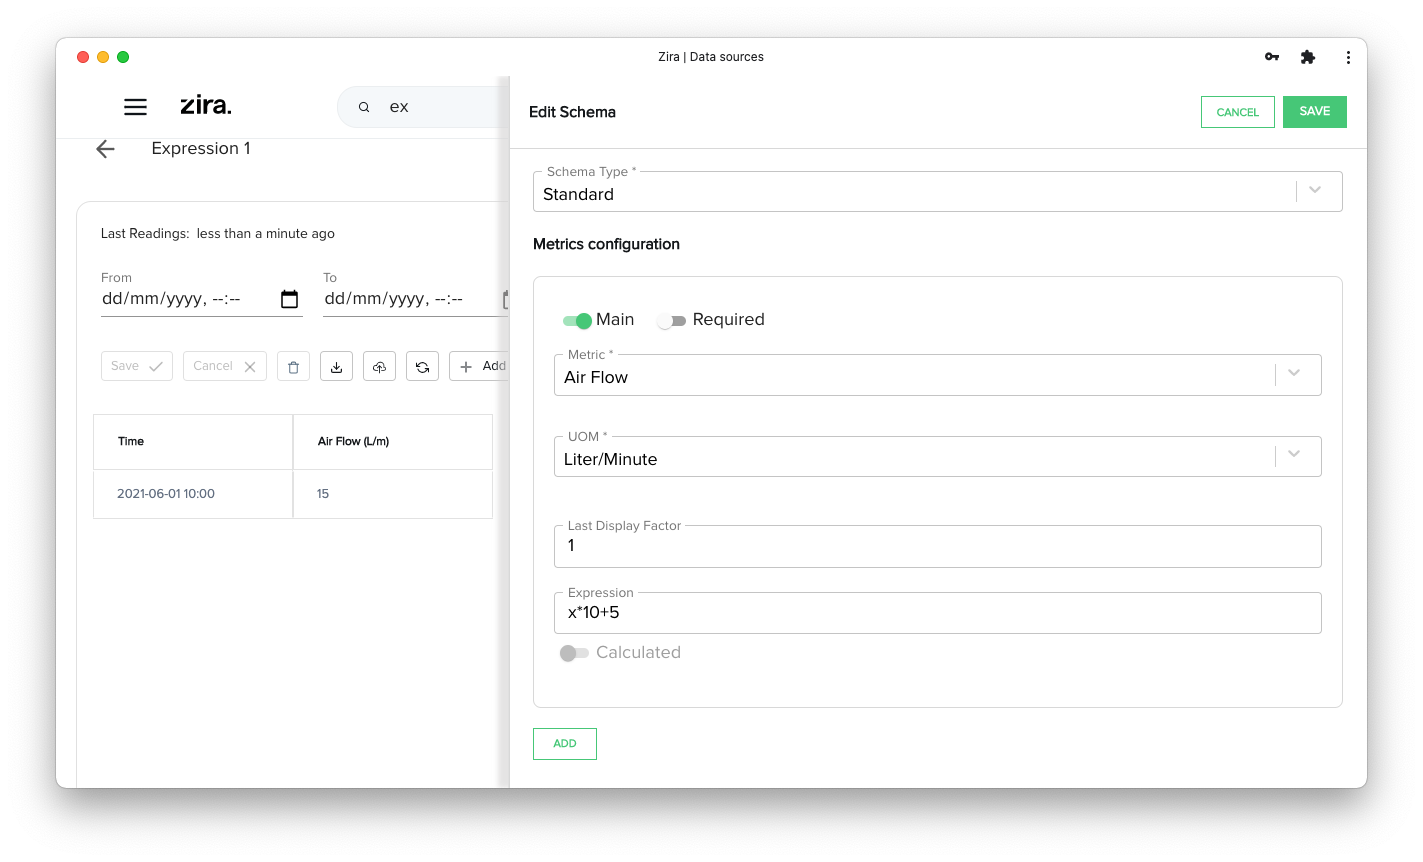 Zira | Data sources
zira.
ex
Expression 1
Last Readings: less than a minute ago
From
To
dd/mm/yyyy, --:--
dd/mm/yyyy, --:--
Save
Cancel
Add
Time
Air Flow (L/m)
2021-06-01 10:00
15
Edit Schema
CANCEL
SAVE
Schema Type *
Standard
Metrics configuration
Main
Required
Metric *
Air Flow
UOM *
Liter/Minute
Last Display Factor
1
Expression
x*10+5
Calculated
ADD